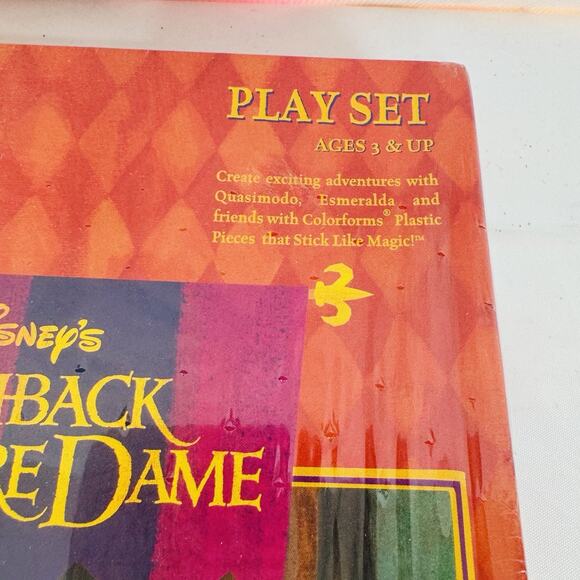 PLAY SET
AGES 3 & UP
Create exciting adventures with
Quasimodo, Esmeralda and
friends with Colorforms® Plastic
Pieces that Stick Like Magic!™
ISNEY'S
HBACK
RE DAME